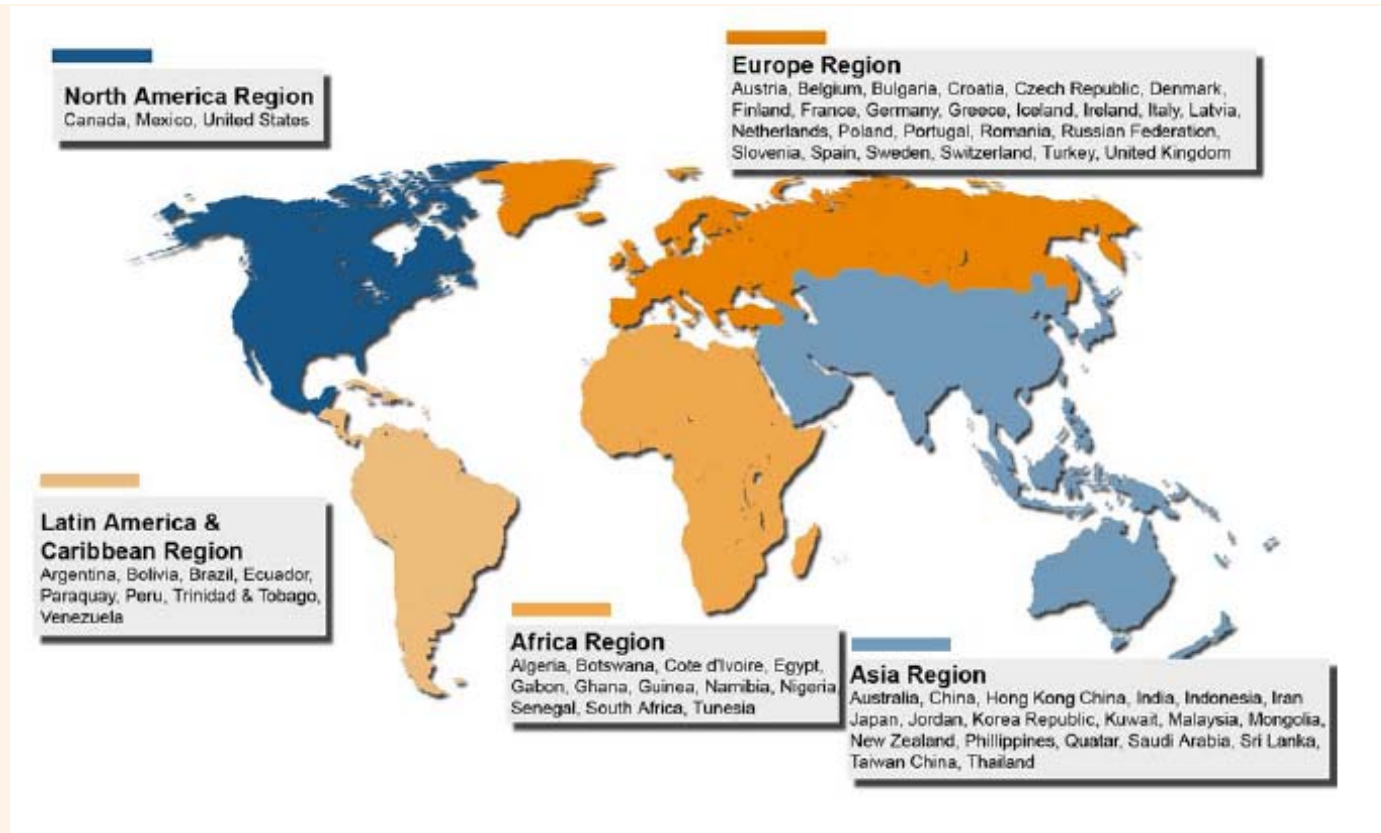 North America Region
Canada, Mexico, United States
Europe Region
Austria, Belgium, Bulgaria, Croatia, Czech Republic, Denmark,
Finland, France, Germany, Greece, Iceland, Ireland, Italy, Latvia,
Netherlands, Poland, Portugal, Romania, Russian Federation,
Slovenia, Spain, Sweden, Switzerland, Turkey, United Kingdom
Latin America &
Caribbean Region
Argentina, Bolivia, Brazil, Ecuador,
Paraquay, Peru, Trinidad & Tobago,
Venezuela
Africa Region
Algeria, Botswana, Cote d'Ivoire, Egypt,
Gabon, Ghana, Guinea, Namibia, Nigeria
Senegal, South Africa, Tunesia
Asia Region
Australia, China, Hong Kong China, India, Indonesia, Iran
Japan, Jordan, Korea Republic, Kuwait, Malaysia, Mongolia,
New Zealand, Phillippines, Quatar, Saudi Arabia, Sri Lanka,
Taiwan China, Thailand